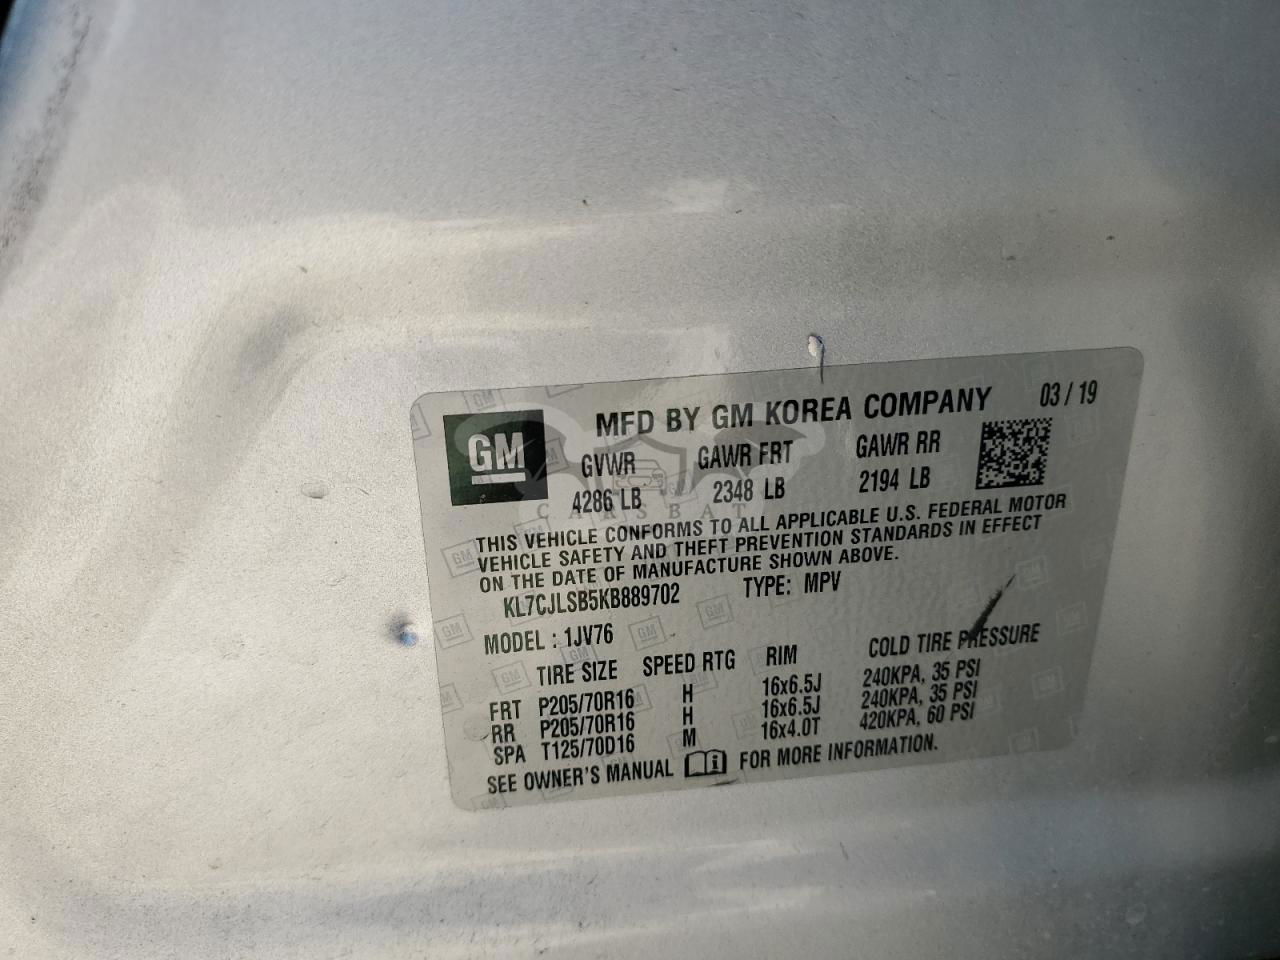 GM
MFD BY GM KOREA COMPANY 03 / 19
GVWR GAWR FRT GAWR RR
4286 LB 2348 LB 2194 LB
CARSBAT
THIS VEHICLE CONFORMS TO ALL APPLICABLE U.S. FEDERAL MOTOR
VEHICLE SAFETY AND THEFT PREVENTION STANDARDS IN EFFECT
ON THE DATE OF MANUFACTURE SHOWN ABOVE.
KL7CJLSB5KB889702 TYPE: MPV
MODEL : 1JV76
TIRE SIZE SPEED RTG RIM COLD TIRE PRESSURE
FRT P205/70R16 H 16x6.5J 240KPA, 35 PSI
RR P205/70R16 H 16x6.5J 240KPA, 35 PSI
SPA T125/70D16 M 16x4.0T 420KPA, 60 PSI
SEE OWNER'S MANUAL FOR MORE INFORMATION.